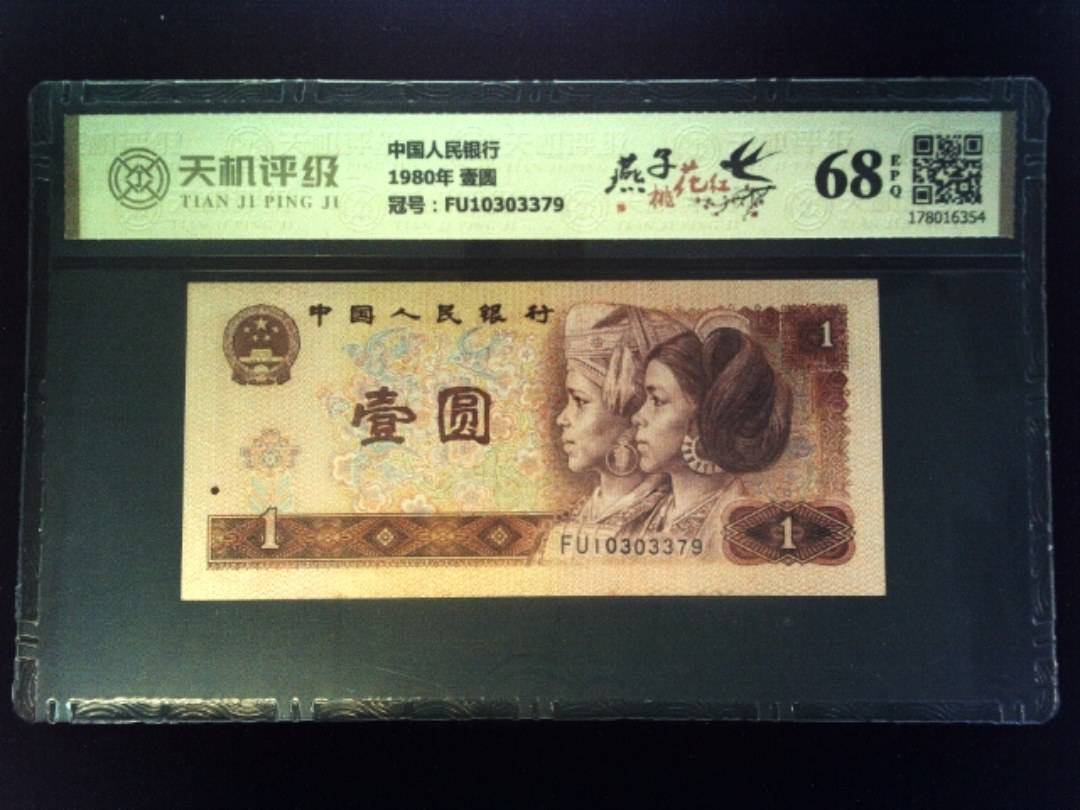 天机评级
TIAN JI PING JI
中国人民银行
1980年 壹圆
冠号：FU10303379
燕子
桃花红
68
EPQ
178016354
中国人民银行
1
壹圆
1
FU10303379
1